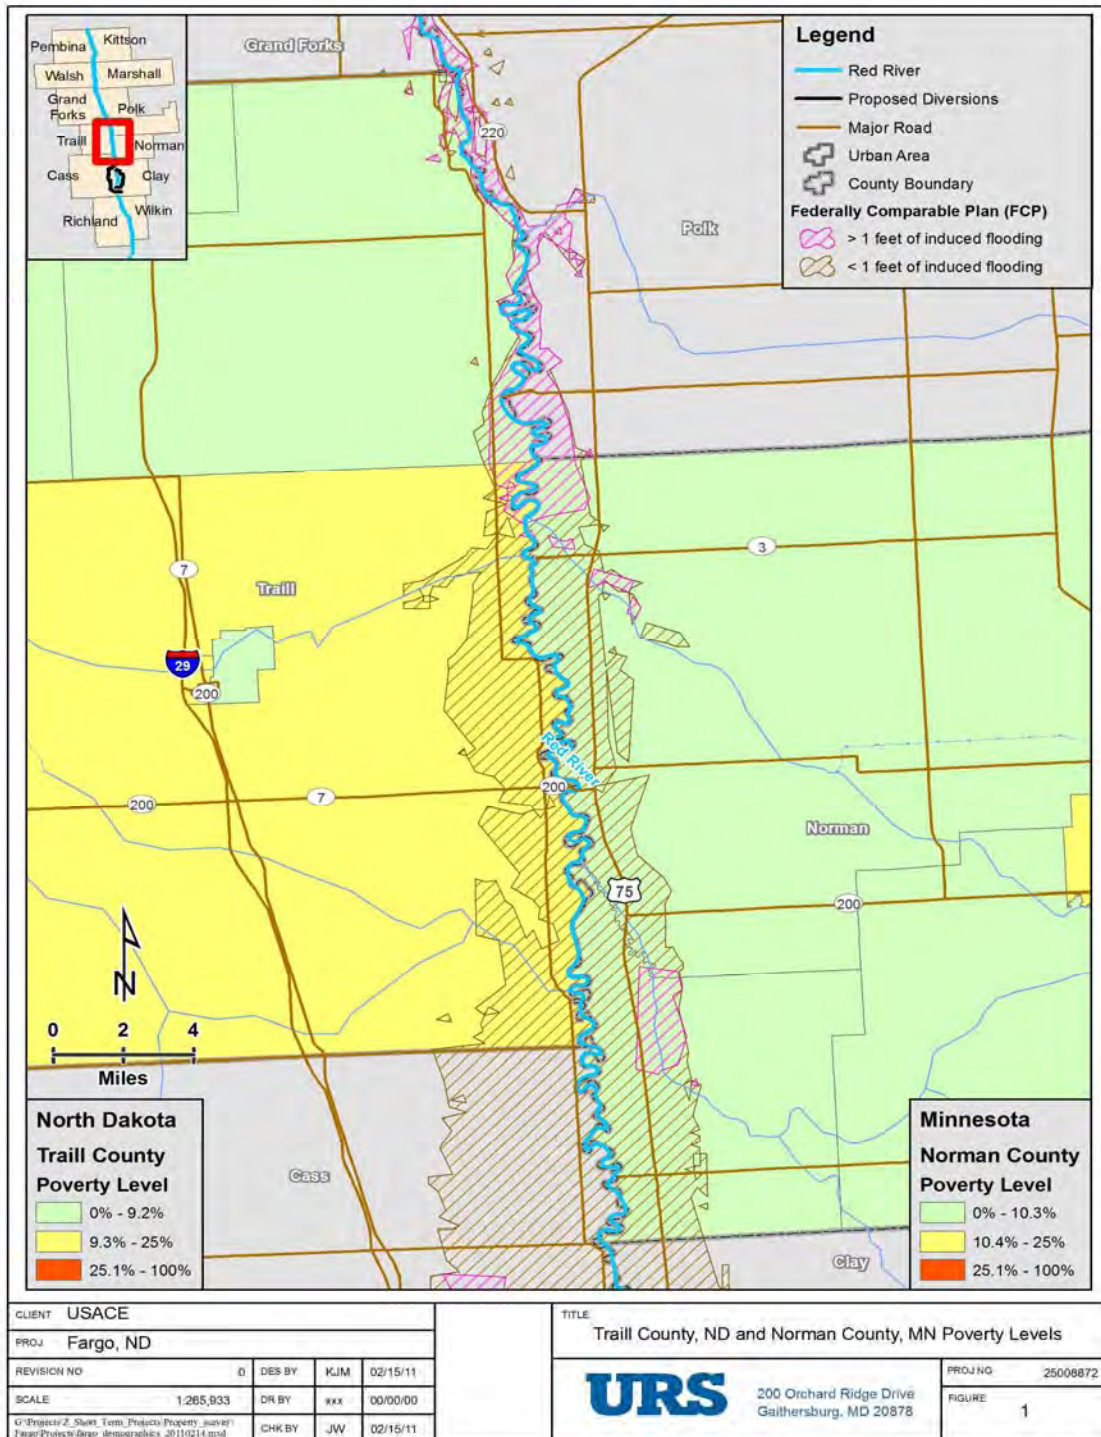 Pembina
Kittson
Walsh
Marshall
Grand
Forks
Polk
Traill
Norman
Cass
Clay
Richland
Wilkin
Grand Forks
220
Polk
Legend
Red River
Proposed Diversions
Major Road
Urban Area
County Boundary
Federally Comparable Plan (FCP)
> 1 feet of induced flooding
< 1 feet of induced flooding
7
Traill
3
29
200
Red River
200
7
200
Norman
75
200
N
0 2 4
Miles
Cass
Clay
North Dakota
Traill County
Poverty Level
0% - 9.2%
9.3% - 25%
25.1% - 100%
Minnesota
Norman County
Poverty Level
0% - 10.3%
10.4% - 25%
25.1% - 100%
CLIENT USACE
PROJ Fargo, ND
REVISION NO 0
DES BY KJM 02/15/11
SCALE 1:265,933
DR BY xxx 00/00/00
G:\Projects\Z_Short_Term_Projects\Property_survey\
Fargo\Projects\fargo_demographics_20110214.mxd
CHK BY JW 02/15/11
TITLE
Traill County, ND and Norman County, MN Poverty Levels
URS
200 Orchard Ridge Drive
Gaithersburg, MD 20878
PROJ NO 25008872
FIGURE
1